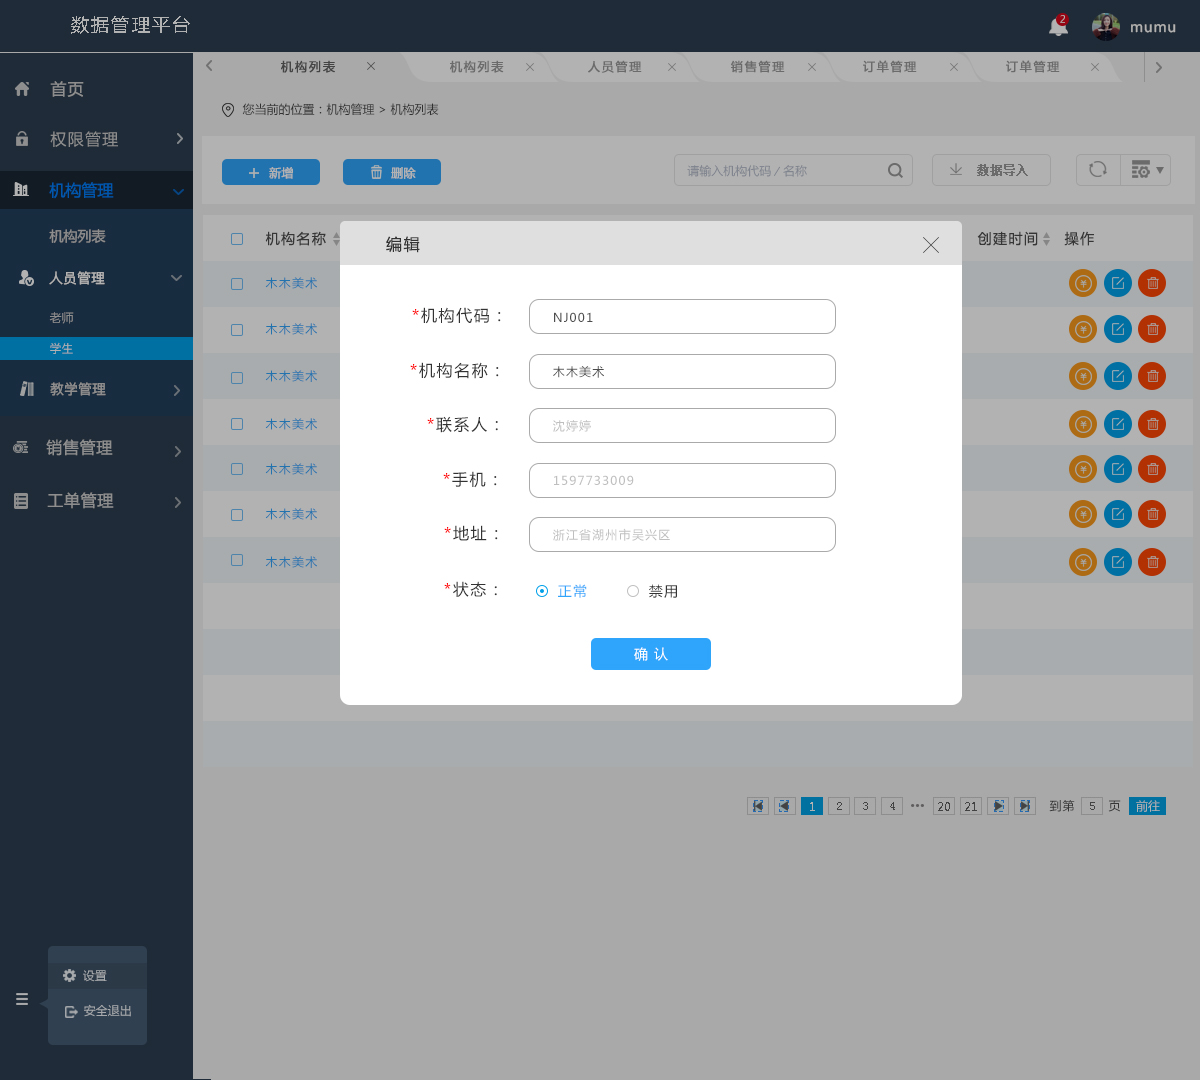 数据管理平台
2
mumu
首页
权限管理
机构管理
机构列表
人员管理
老师
学生
教学管理
销售管理
工单管理
设置
安全退出
机构列表 机构列表 人员管理 销售管理 订单管理 订单管理
您当前的位置：机构管理 > 机构列表
+ 新增 删除 请输入机构代码 / 名称 数据导入
机构名称 创建时间 操作
木木美术
木木美术
木木美术
木木美术
木木美术
木木美术
木木美术
编辑
*机构代码： NJ001
*机构名称： 木木美术
*联系人： 沈婷婷
*手机： 1597733009
*地址： 浙江省湖州市吴兴区
*状态： 正常 禁用
确 认
1 2 3 4 ··· 20 21 到第 5 页 前往